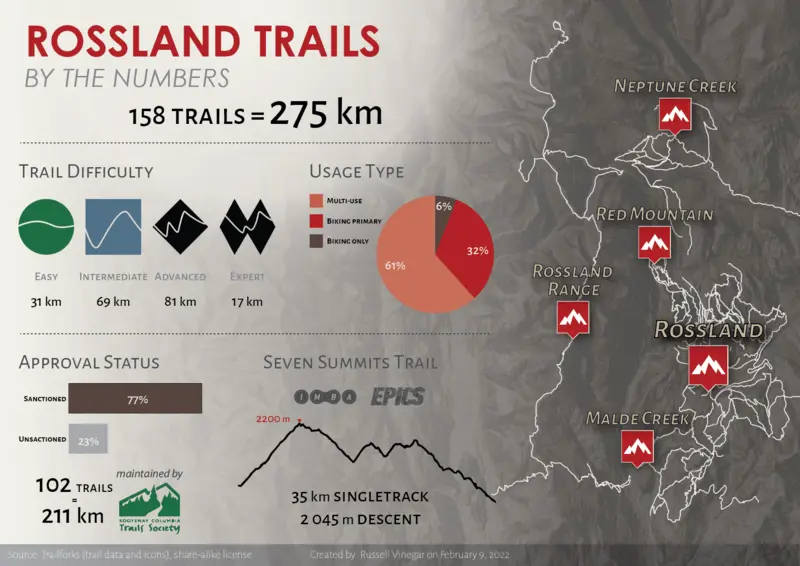 ROSSLAND TRAILS
BY THE NUMBERS
158 TRAILS = 275 km
TRAIL DIFFICULTY
EASY
INTERMEDIATE
ADVANCED
EXPERT
31 km
69 km
81 km
17 km
USAGE TYPE
MULTI-USE
BIKING PRIMARY
BIKING ONLY
6%
32%
61%
APPROVAL STATUS
SANCTIONED
77%
UNSACTIONED
23%
102 TRAILS
=
211 km
maintained by
KOOTENAY COLUMBIA
Trails Society
SEVEN SUMMITS TRAIL
IMBA EPICS
2200 m
35 km SINGLETRACK
2 045 m DESCENT
NEPTUNE CREEK
RED MOUNTAIN
ROSSLAND
RANGE
ROSSLAND
MALDE CREEK
Source: Trailforks (trail data and icons), share-alike license
Created by: Russell Vinegar on February 9, 2022